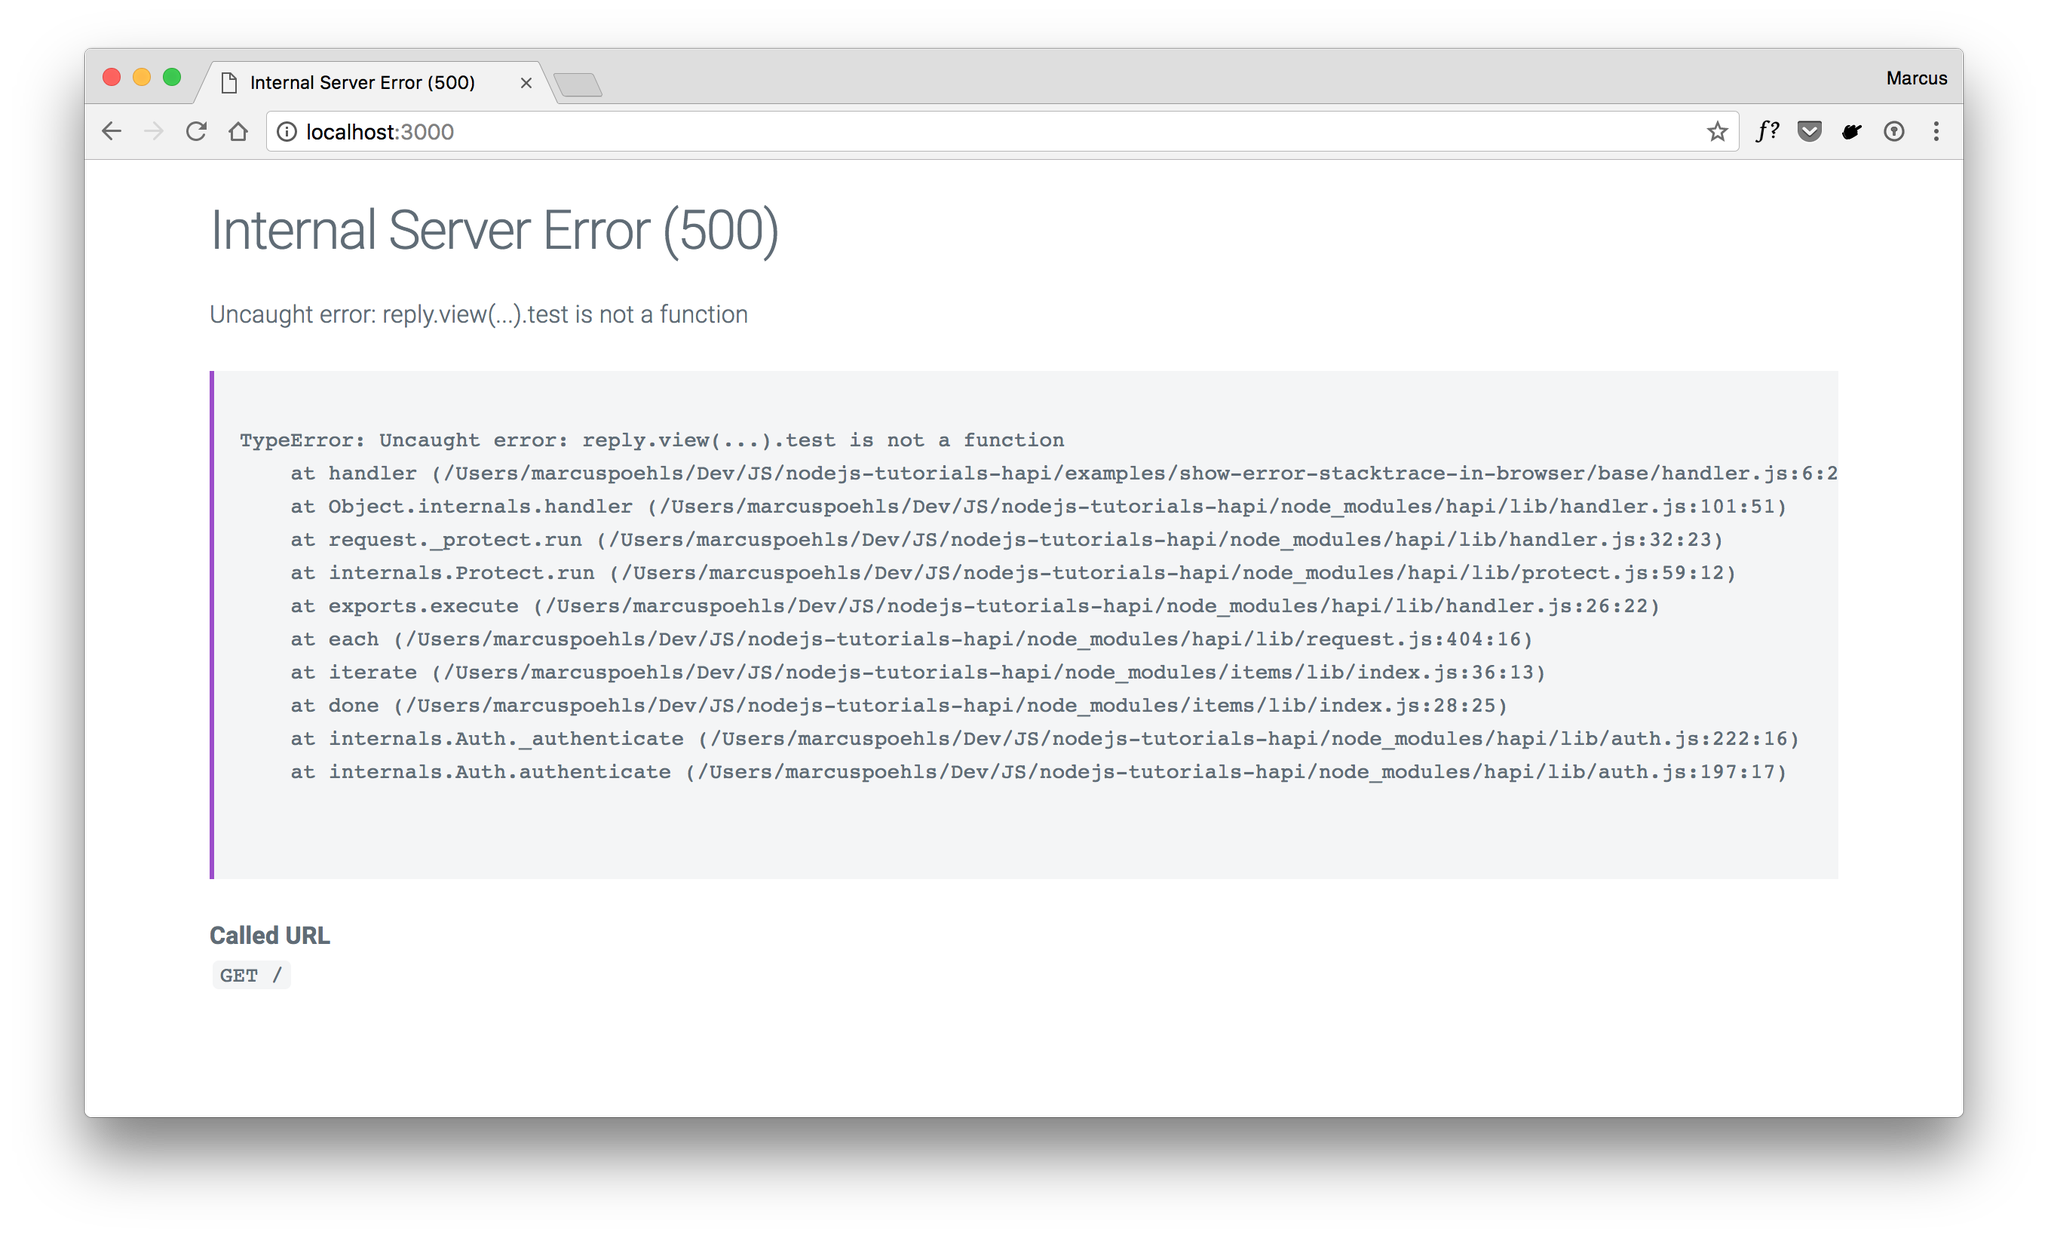 Internal Server Error (500)
Marcus
localhost:3000
f?
Internal Server Error (500)
Uncaught error: reply.view(...).test is not a function
TypeError: Uncaught error: reply.view(...).test is not a function
at handler (/Users/marcuspoehls/Dev/JS/nodejs-tutorials-hapi/examples/show-error-stacktrace-in-browser/base/handler.js:6:2
at Object.internals.handler (/Users/marcuspoehls/Dev/JS/nodejs-tutorials-hapi/node_modules/hapi/lib/handler.js:101:51)
at request._protect.run (/Users/marcuspoehls/Dev/JS/nodejs-tutorials-hapi/node_modules/hapi/lib/handler.js:32:23)
at internals.Protect.run (/Users/marcuspoehls/Dev/JS/nodejs-tutorials-hapi/node_modules/hapi/lib/protect.js:59:12)
at exports.execute (/Users/marcuspoehls/Dev/JS/nodejs-tutorials-hapi/node_modules/hapi/lib/handler.js:26:22)
at each (/Users/marcuspoehls/Dev/JS/nodejs-tutorials-hapi/node_modules/hapi/lib/request.js:404:16)
at iterate (/Users/marcuspoehls/Dev/JS/nodejs-tutorials-hapi/node_modules/items/lib/index.js:36:13)
at done (/Users/marcuspoehls/Dev/JS/nodejs-tutorials-hapi/node_modules/items/lib/index.js:28:25)
at internals.Auth._authenticate (/Users/marcuspoehls/Dev/JS/nodejs-tutorials-hapi/node_modules/hapi/lib/auth.js:222:16)
at internals.Auth.authenticate (/Users/marcuspoehls/Dev/JS/nodejs-tutorials-hapi/node_modules/hapi/lib/auth.js:197:17)
Called URL
GET /